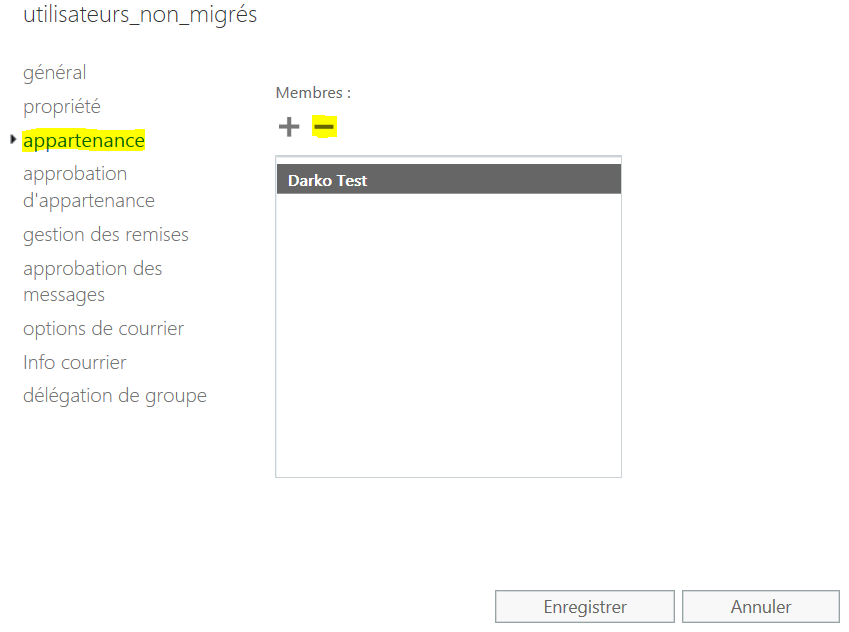 utilisateurs_non_migrés
général
propriété
appartenance
approbation
d'appartenance
gestion des remises
approbation des
messages
options de courrier
Info courrier
délégation de groupe
Membres :
Darko Test
Enregistrer
Annuler